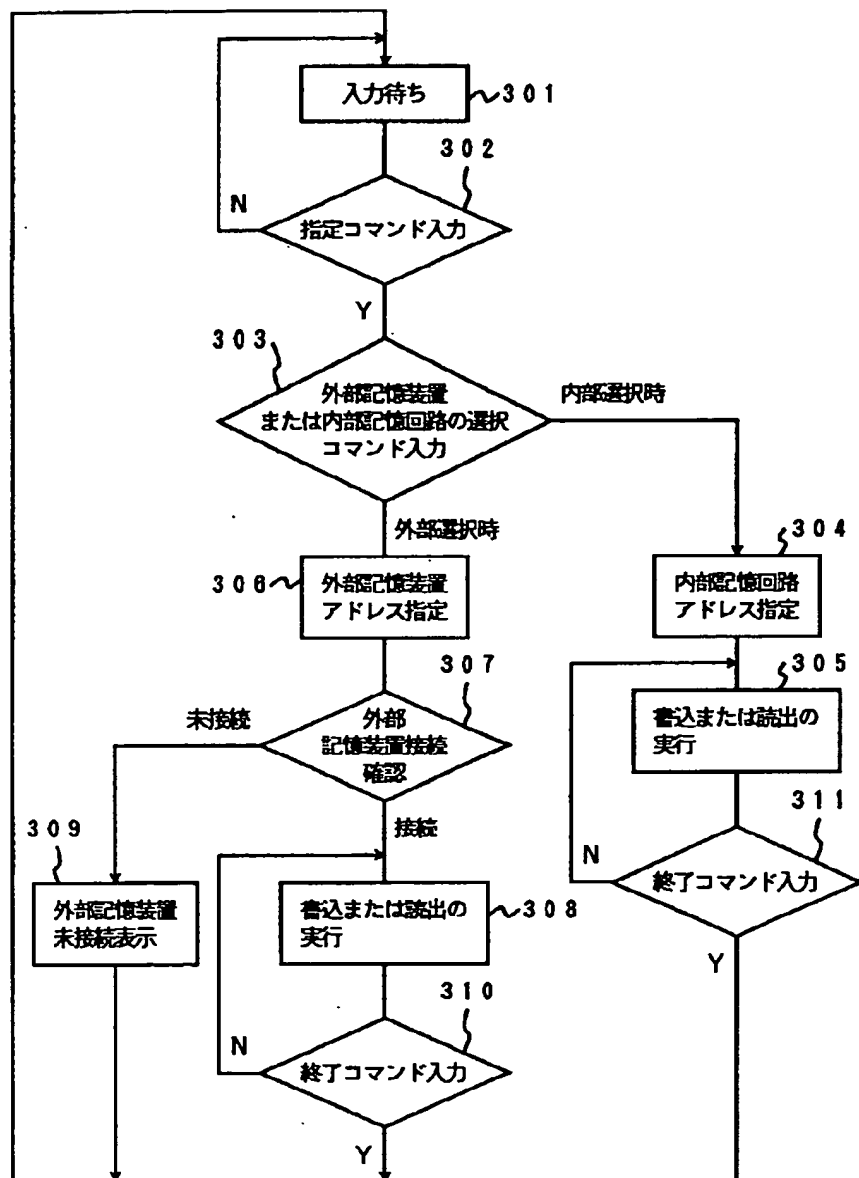 入力待ち
301
302
N
指定コマンド入力
Y
303
外部記憶装置
または内部記憶回路の選択
コマンド入力
内部選択時
外部選択時
304
306
外部記憶装置
アドレス指定
内部記憶回路
アドレス指定
307
305
未接続
外部
記憶装置接続
確認
書込または読出の
実行
接続
311
309
N
終了コマンド入力
外部記憶装置
未接続表示
書込または読出の
実行
308
Y
310
N
終了コマンド入力
Y